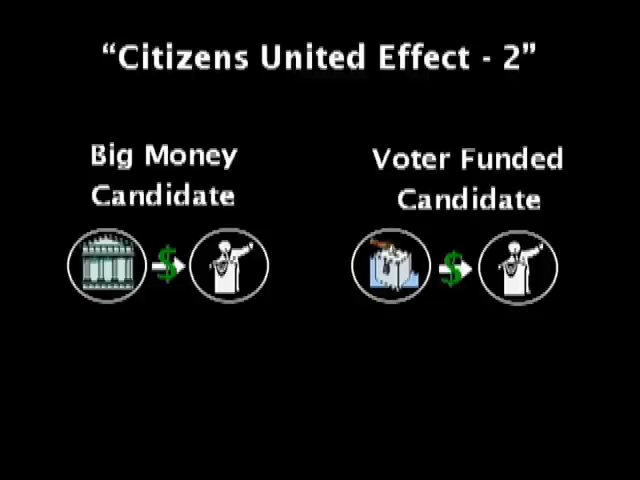 “Citizens United Effect - 2”
Big Money
Candidate
Voter Funded
Candidate
$
$